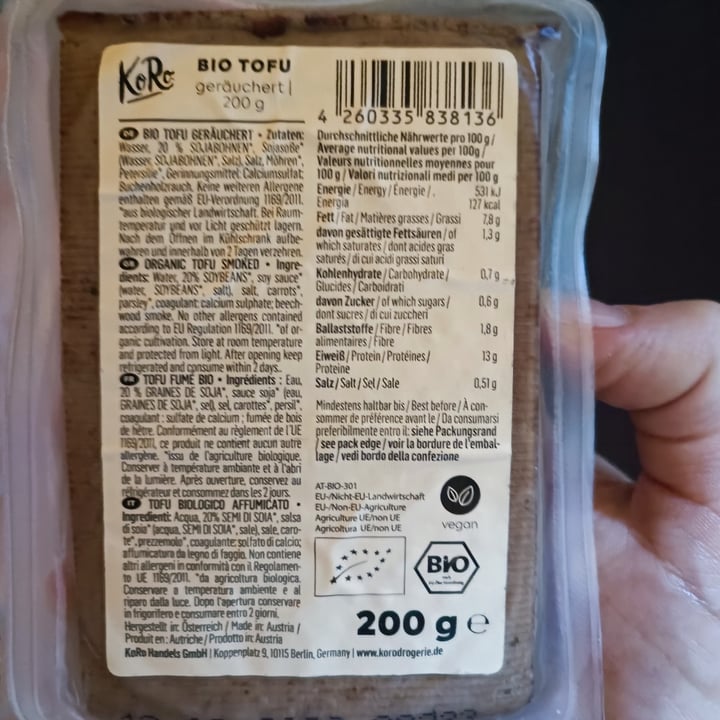 KoRo
BIO TOFU
geräuchert |
200 g
4 260335 838136
DE BIO TOFU GERÄUCHERT • Zutaten:
Wasser, 20 % SOJABOHNEN*, Sojasoße*
(Wasser, SOJABOHNEN*, Salz), Salz, Möhren*,
Petersilie*, Gerinnungsmittel: Calciumsulfat;
Buchenholzrauch. Keine weiteren Allergene
enthalten gemäß EU-Verordnung 1169/2011.
*aus biologischer Landwirtschaft. Bei Raum-
temperatur und vor Licht geschützt lagern.
Nach dem Öffnen im Kühlschrank aufbe-
wahren und innerhalb von 2 Tagen verzehren.
ORGANIC TOFU SMOKED • Ingre-
dients: Water, 20% SOYBEANS*, soy sauce*
(water, SOYBEANS*, salt), salt, carrots*,
parsley*, coagulant: calcium sulphate; beech-
wood smoke. No other allergens contained
according to EU Regulation 1169/2011. *of or-
ganic cultivation. Store at room temperature
and protected from light. After opening keep
refrigerated and consume within 2 days.
FR TOFU FUMÉ BIO • Ingrédients : Eau,
20 % GRAINES DE SOJA*, sauce soja* (eau,
GRAINES DE SOJA*, sel), sel, carottes*, persil*,
coagulant : sulfate de calcium ; fumée de bois
de hêtre. Conformément au règlement de l'UE
1169/2011, ce produit ne contient aucun autre
allergène. *issu de l'agriculture biologique.
Conserver à température ambiante et à l'abri
de la lumière. Après ouverture, conservez au
réfrigérateur et consommez dans les 2 jours.
IT TOFU BIOLOGICO AFFUMICATO •
Ingredienti: Acqua, 20% SEMI DI SOIA*, salsa
di soia* (acqua, SEMI DI SOIA*, sale), sale, caro-
te*, prezzemolo*, coagulante: solfato di calcio;
affumicatura da legno di faggio. Non contiene
altri allergeni in conformità con il Regolamen-
to UE 1169/2011. *da agricoltura biologica.
Conservare a temperatura ambiente e al
riparo dalla luce. Dopo l'apertura conservare
in frigorifero e consumare entro 2 giorni.
Hergestellt in: Österreich / Made in: Austria /
Produit en : Autriche / Prodotto in: Austria
KoRo Handels GmbH | Koppenplatz 9, 10115 Berlin, Germany | www.korodrogerie.de
Durchschnittliche Nährwerte pro 100 g /
Average nutritional values per 100g /
Valeurs nutritionnelles moyennes pour
100 g / Valori nutrizionali medi per 100 g
Energie / Energy / Énergie / 531 kJ
Energia 127 kcal
Fett / Fat / Matières grasses / Grassi 7,8 g
davon gesättigte Fettsäuren / of 1,3 g
which saturates / dont acides gras
saturés / di cui acidi grassi saturi
Kohlenhydrate / Carbohydrate / 0,7 g
Glucides / Carboidrati
davon Zucker / of which sugars / 0,6 g
dont sucres / di cui zuccheri
Ballaststoffe / Fibre / Fibres 1,8 g
alimentaires / Fibre
Eiweiß / Protein / Protéines / 13 g
Proteine
Salz / Salt / Sel / Sale 0,51 g
Mindestens haltbar bis / Best before / À con-
sommer de préférence avant le / Da consumarsi
preferibilmente entro il: siehe Packungsrand
/ see pack edge / voir la bordure de l'embal-
lage / vedi bordo della confezione
AT-BIO-301
EU-/Nicht-EU-Landwirtschaft
EU-/Non-EU-Agriculture
Agriculture UE/non UE
Agricoltura UE/non UE
vegan
BIO
nach
EG-Öko-Verordnung
200 g e